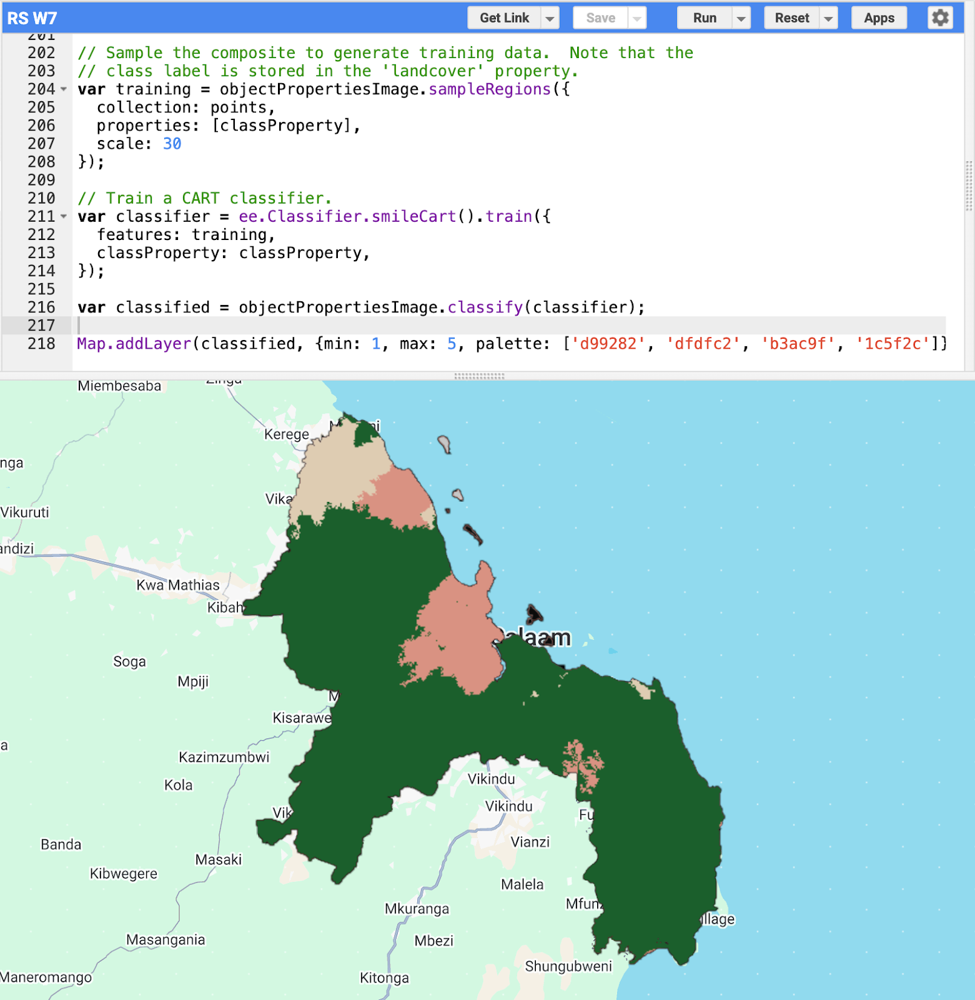 RS W7
Get Link
Save
Run
Reset
Apps
201
202 // Sample the composite to generate training data.  Note that the
203 // class label is stored in the 'landcover' property.
204 var training = objectPropertiesImage.sampleRegions({
205   collection: points,
206   properties: [classProperty],
207   scale: 30
208 });
209
210 // Train a CART classifier.
211 var classifier = ee.Classifier.smileCart().train({
212   features: training,
213   classProperty: classProperty,
214 });
215
216 var classified = objectPropertiesImage.classify(classifier);
217
218 Map.addLayer(classified, {min: 1, max: 5, palette: ['d99282', 'dfdfc2', 'b3ac9f', '1c5f2c']}
Zinga
Miembesaba
Kerege
nga
Vika
Vikuruti
andizi
Kwa Mathias
Kibah
Salaam
Soga
Mpiji
M
Kisarawe
a
Kazimzumbwi
Kola
Vikindu
Vikindu
Vik
Fu
Banda
Vianzi
Masaki
Kibwegere
Malela
Mkuranga
Mfunz
illage
Masangania
Mbezi
Shungubweni
Maneromango
Kitonga